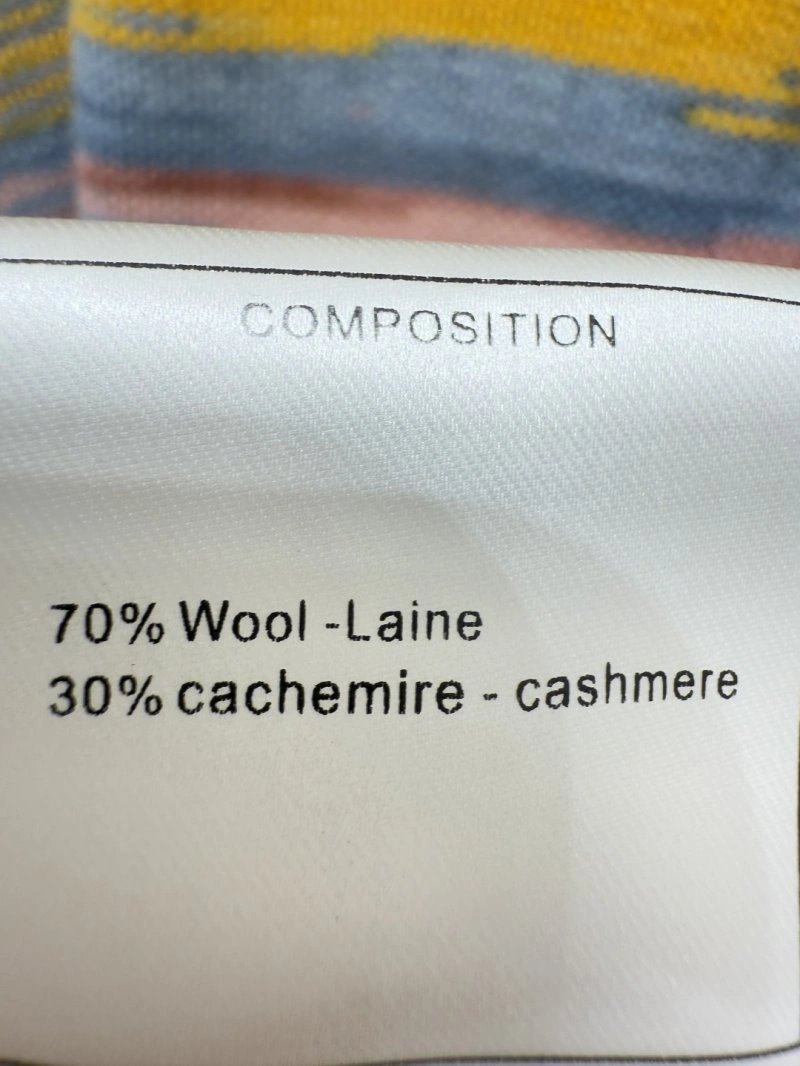 COMPOSITION
70% Wool -Laine
30% cachemire - cashmere